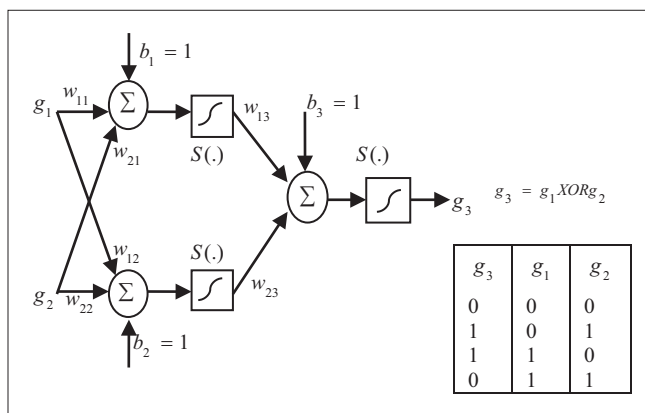 b₁ = 1
w₁₁
g₁
Σ
w₂₁
S(.)
w₁₃
b₃ = 1
S(.)
Σ
g₃
g₃ = g₁XORg₂
w₁₂
g₂
w₂₂
Σ
S(.)
w₂₃
b₂ = 1
g₃ g₁ g₂
0 0 0
1 0 1
1 1 0
0 1 1